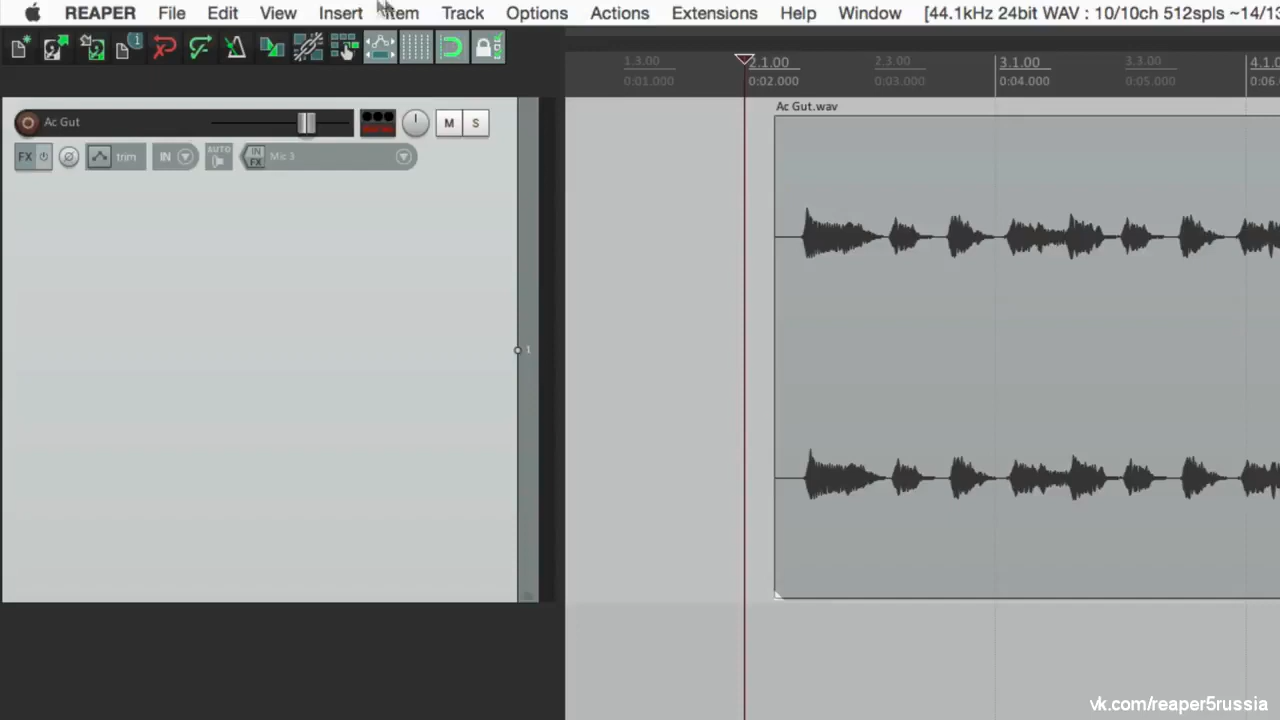 REAPER File Edit View Insert Item Track Options Actions Extensions Help Window [44.1kHz 24bit WAV : 10/10ch 512spls ~14/13
1.3.00 2.1.00 2.3.00 3.1.00 3.3.00 4.1.0
0:01.000 0:02.000 0:03.000 0:04.000 0:05.000 0:06.
Ac Gut.wav
Ac Gut M S
FX trim IN AUTO IN FX Mic 3
1
vk.com/reaper5russia